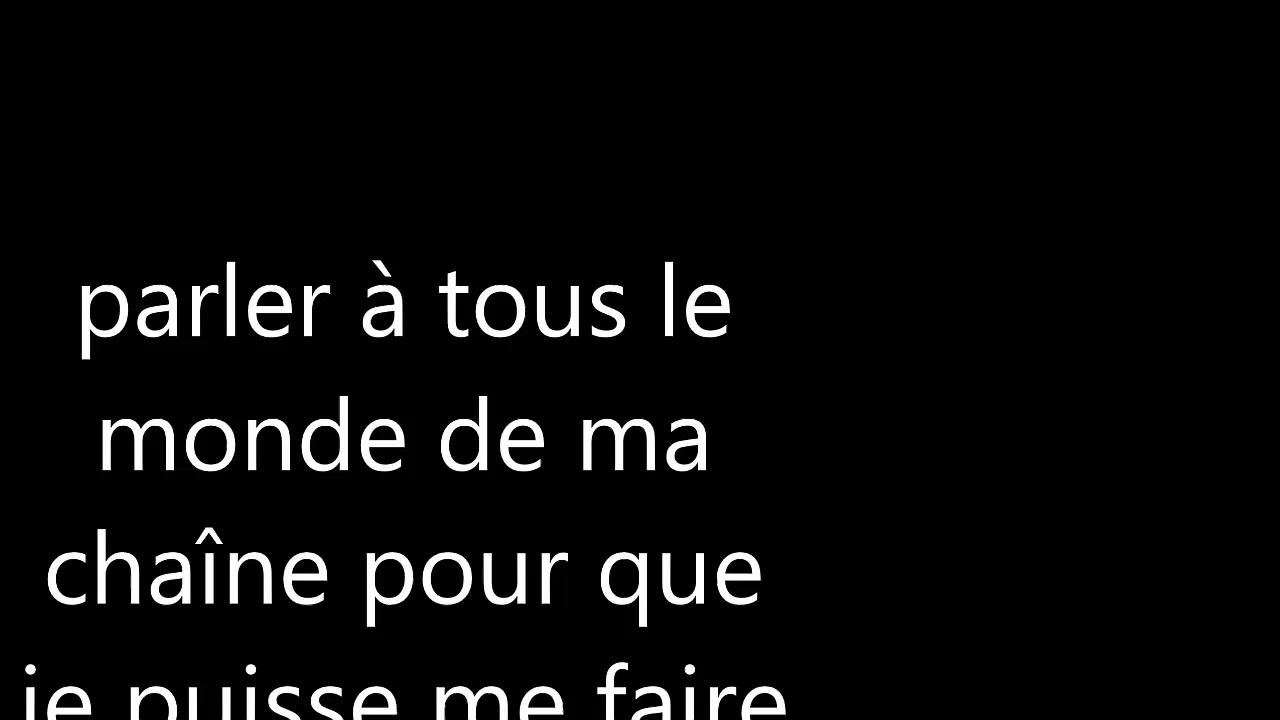 parler à tous le
monde de ma
chaîne pour que
je puisse me faire